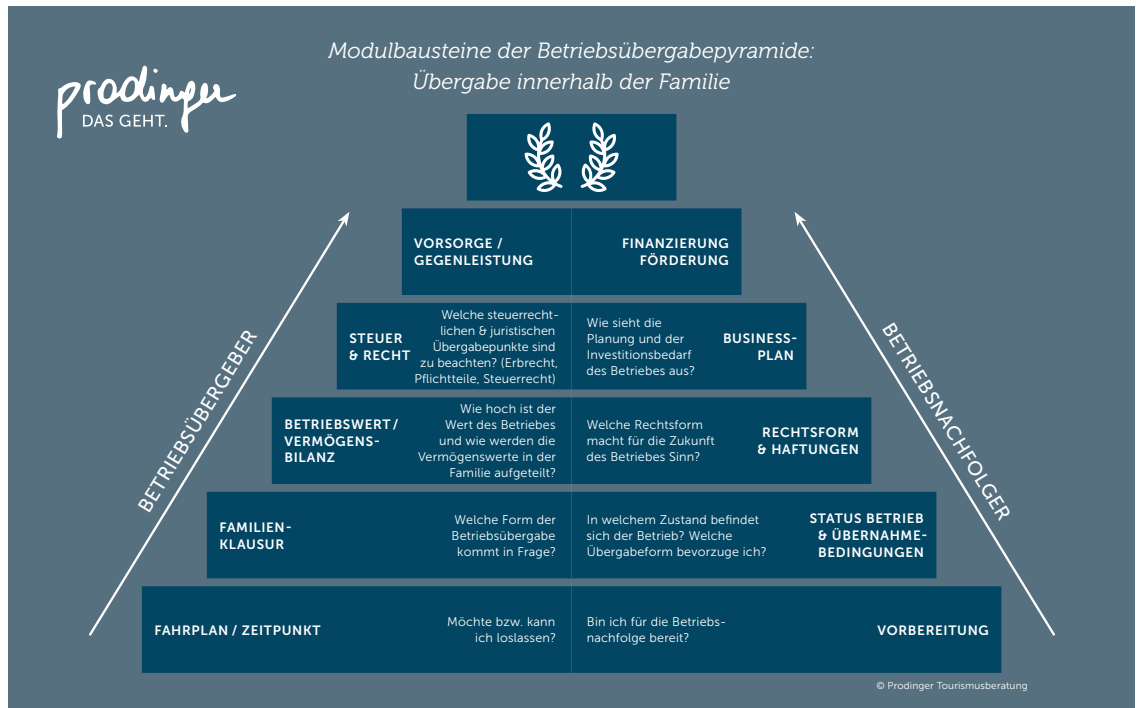 Modulbausteine der Betriebsübergabepyramide:
Übergabe innerhalb der Familie
prodinger
DAS GEHT.
VORSORGE /
GEGENLEISTUNG
FINANZIERUNG
FÖRDERUNG
STEUER
& RECHT
Welche steuerrecht-
lichen & juristischen
Übergabepunkte sind
zu beachten? (Erbrecht,
Pflichtteile, Steuerrecht)
Wie sieht die
Planung und der
Investitionsbedarf
des Betriebes aus?
BUSINESS-
PLAN
BETRIEBSWERT /
VERMÖGENS-
BILANZ
Wie hoch ist der
Wert des Betriebes
und wie werden die
Vermögenswerte in der
Familie aufgeteilt?
Welche Rechtsform
macht für die Zukunft
des Betriebes Sinn?
RECHTSFORM
& HAFTUNGEN
FAMILIEN-
KLAUSUR
Welche Form der
Betriebsübergabe
kommt in Frage?
In welchem Zustand befindet
sich der Betrieb? Welche
Übergabeform bevorzuge ich?
STATUS BETRIEB
& ÜBERNAHME-
BEDINGUNGEN
FAHRPLAN / ZEITPUNKT
Möchte bzw. kann
ich loslassen?
Bin ich für die Betriebs-
nachfolge bereit?
VORBEREITUNG
BETRIEBSÜBERGEBER
BETRIEBSNACHFOLGER
© Prodinger Tourismusberatung